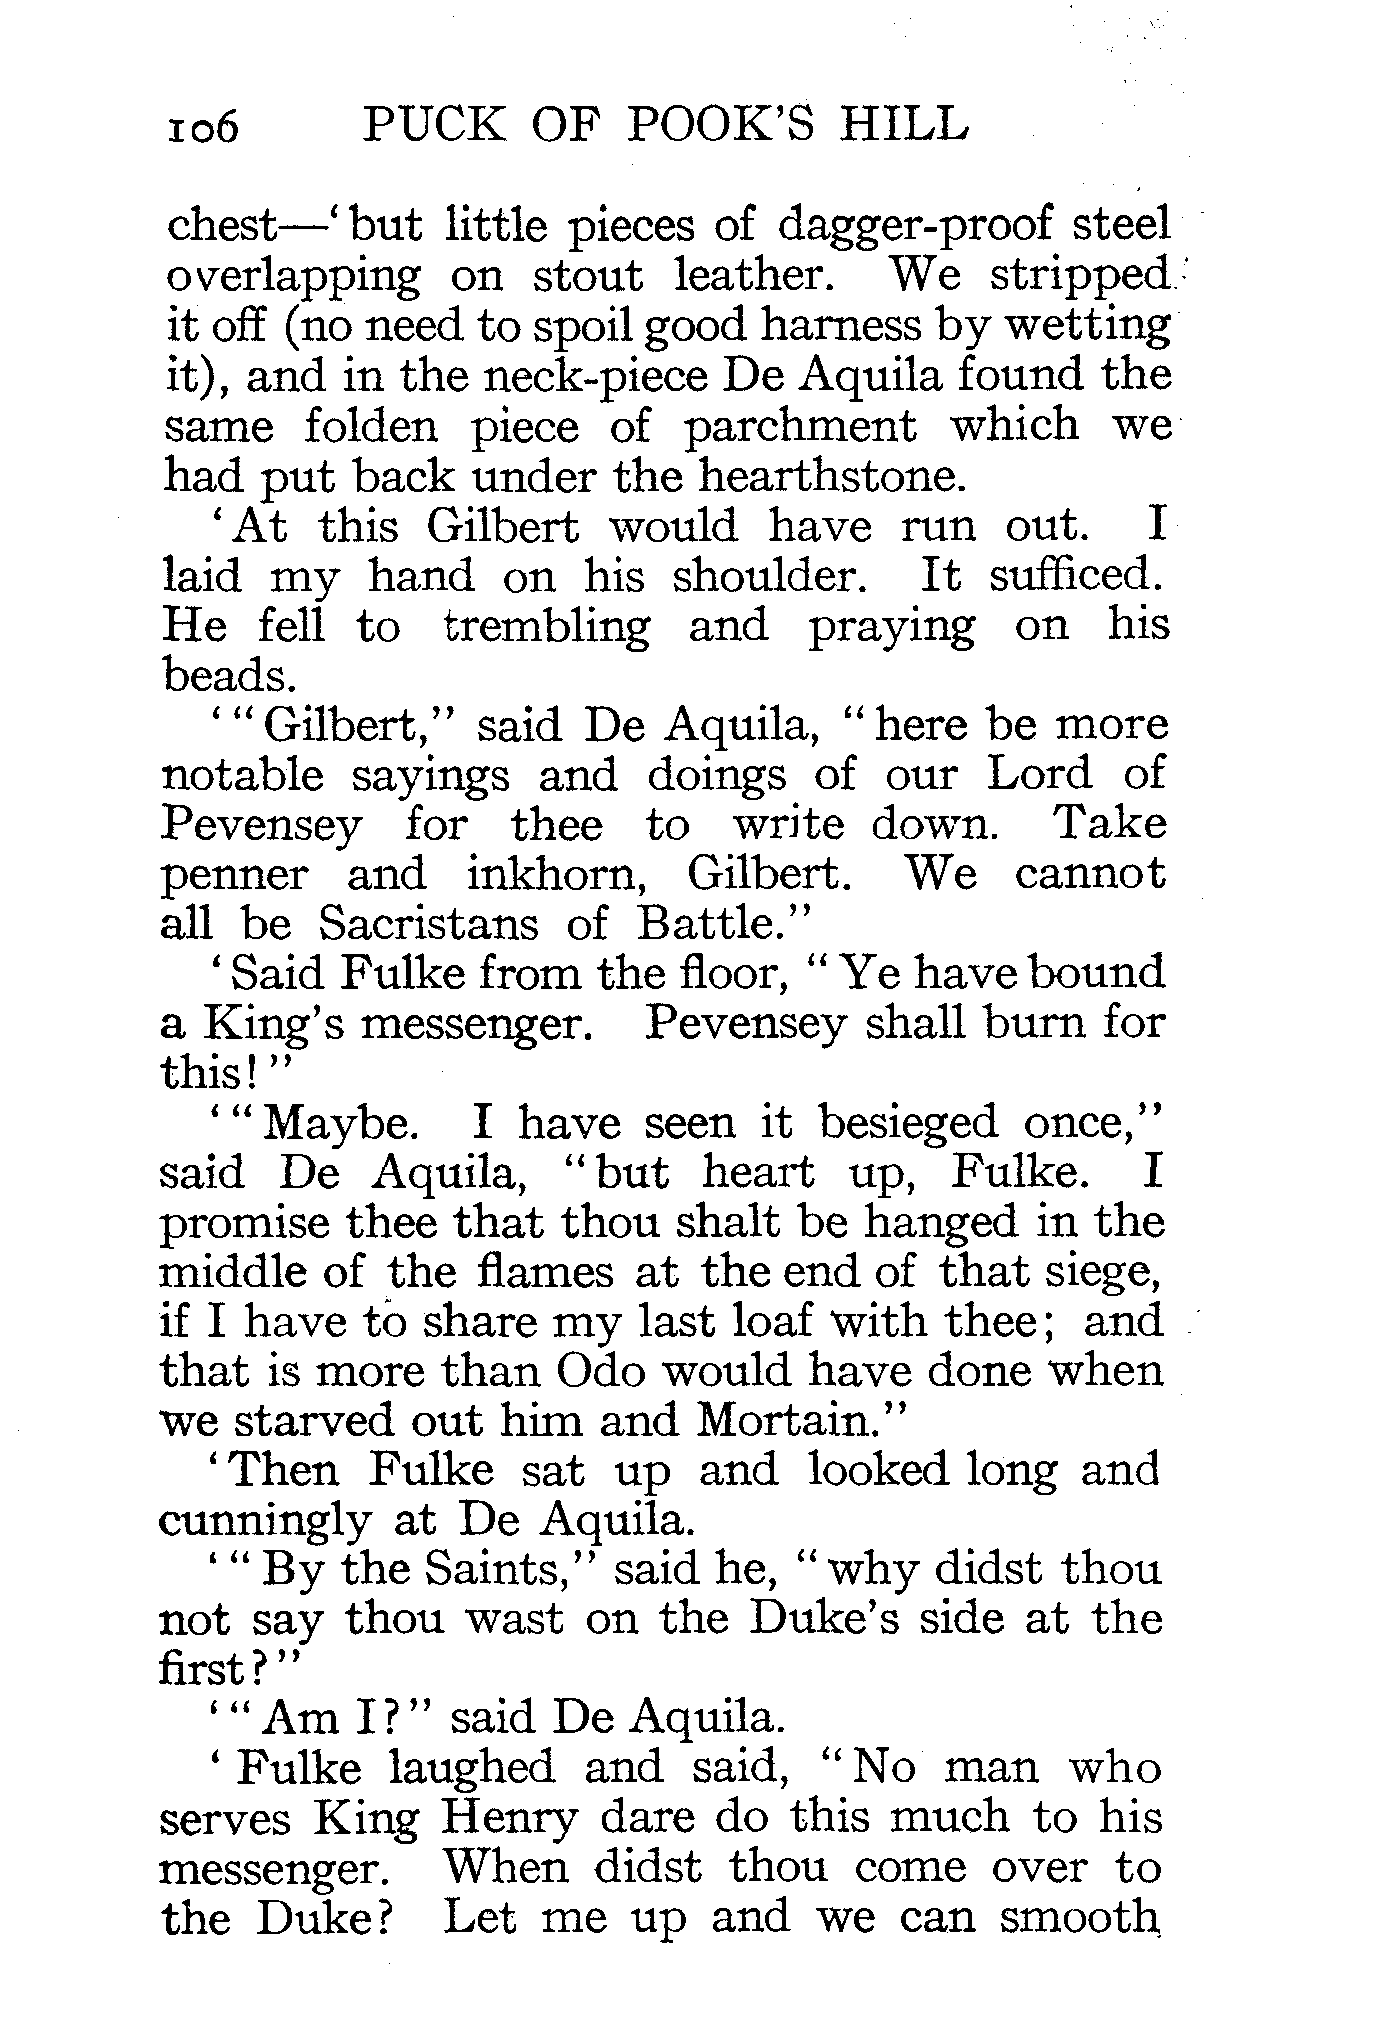 106 PUCK OF POOK'S HILL
chest—'but little pieces of dagger-proof steel
overlapping on stout leather. We stripped
it off (no need to spoil good harness by wetting
it), and in the neck-piece De Aquila found the
same folden piece of parchment which we
had put back under the hearthstone.
'At this Gilbert would have run out. I
laid my hand on his shoulder. It sufficed.
He fell to trembling and praying on his
beads.
'"Gilbert," said De Aquila, "here be more
notable sayings and doings of our Lord of
Pevensey for thee to write down. Take
penner and inkhorn, Gilbert. We cannot
all be Sacristans of Battle."
'Said Fulke from the floor, "Ye have bound
a King's messenger. Pevensey shall burn for
this!"
'"Maybe. I have seen it besieged once,"
said De Aquila, "but heart up, Fulke. I
promise thee that thou shalt be hanged in the
middle of the flames at the end of that siege,
if I have to share my last loaf with thee; and
that is more than Odo would have done when
we starved out him and Mortain."
'Then Fulke sat up and looked long and
cunningly at De Aquila.
'"By the Saints," said he, "why didst thou
not say thou wast on the Duke's side at the
first?"
'"Am I?" said De Aquila.
'Fulke laughed and said, "No man who
serves King Henry dare do this much to his
messenger. When didst thou come over to
the Duke? Let me up and we can smooth